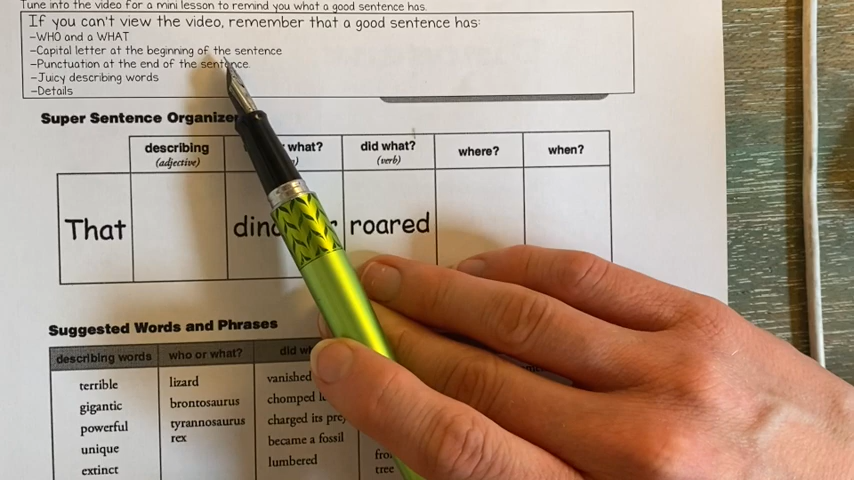 Tune into the video for a mini lesson to remind you what a good sentence has.
If you can't view the video, remember that a good sentence has:
-WHO and a WHAT
-Capital letter at the beginning of the sentence
-Punctuation at the end of the sentence
-Juicy describing words
-Details
Super Sentence Organizer
describing what? did what? where? when?
(adjective) (verb)
That roared
Suggested Words and Phrases
describing words who or what?
terrible lizard vanished
gigantic brontosaurus chomped
powerful tyrannosaurus rex charged its
unique became a fossil
extinct lumbered
tree